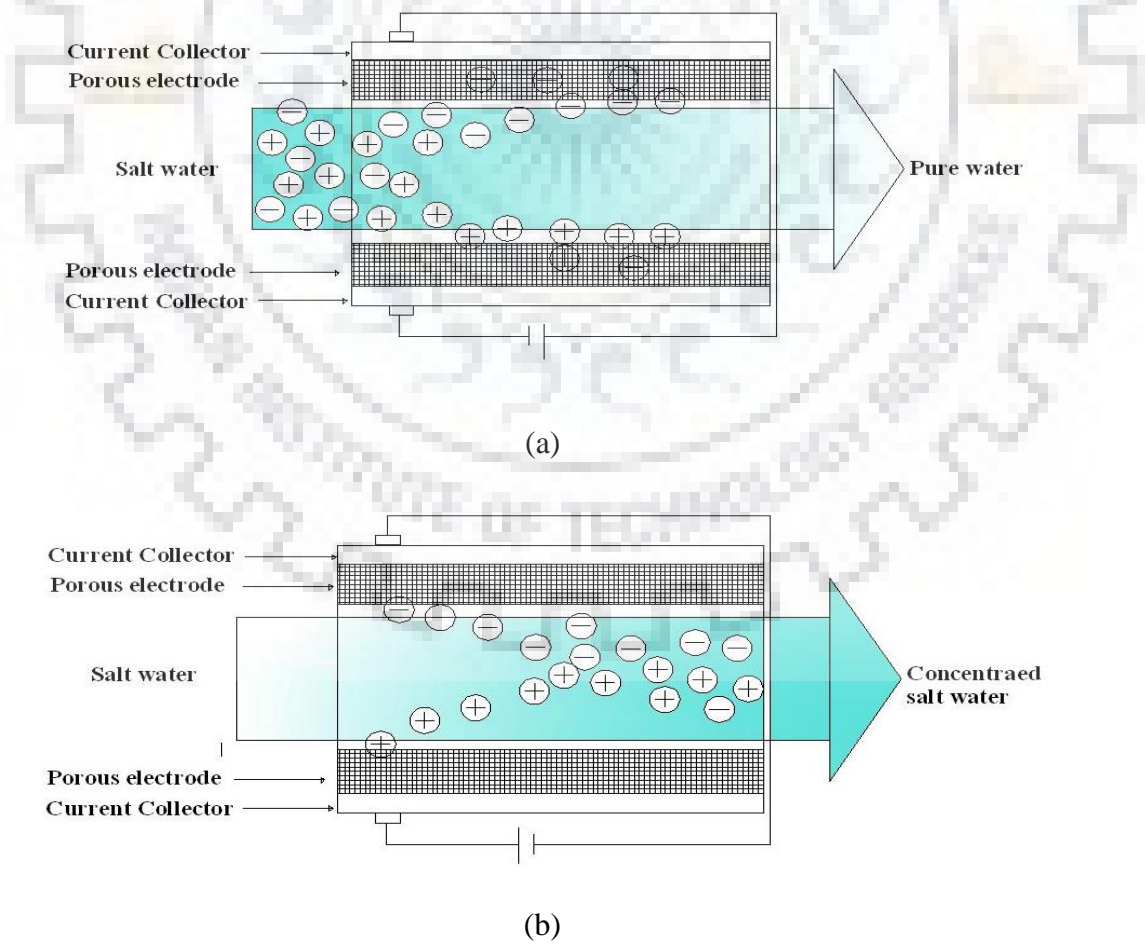 Current Collector
Porous electrode
Salt water
Pure water
Porous electrode
Current Collector
(a)
Current Collector
Porous electrode
Salt water
Concentraed
salt water
Porous electrode
Current Collector
(b)